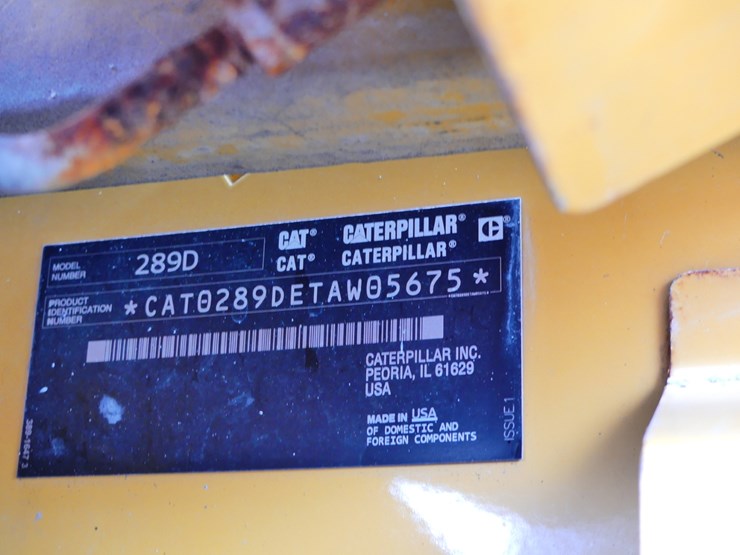 MODEL NUMBER 289D
CAT® CATERPILLAR®
CAT® CATERPILLAR®
PRODUCT IDENTIFICATION NUMBER *CAT0289DETAW05675*
CATERPILLAR INC.
PEORIA, IL 61629
USA
MADE IN USA
OF DOMESTIC AND
FOREIGN COMPONENTS
ISSUE 1